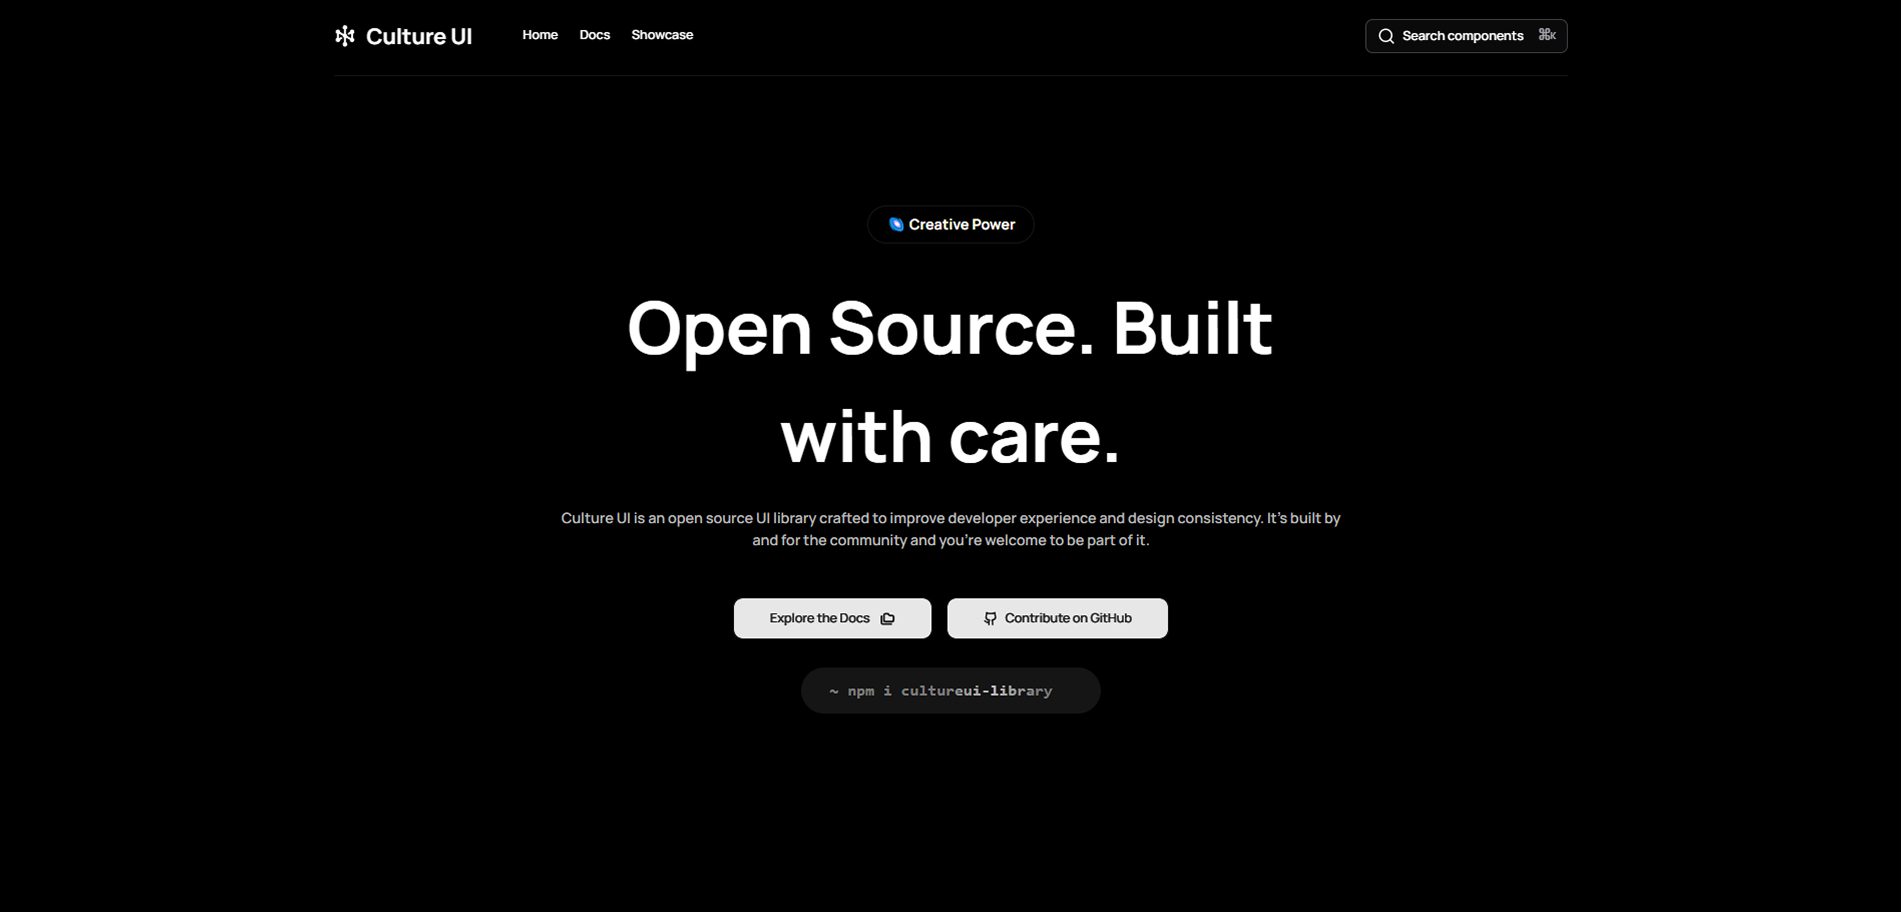 Culture UI
Home Docs Showcase
Search components ⌘K
Creative Power
Open Source. Built
with care.
Culture UI is an open source UI library crafted to improve developer experience and design consistency. It’s built by
and for the community and you’re welcome to be part of it.
Explore the Docs
Contribute on GitHub
~ npm i cultureui-library